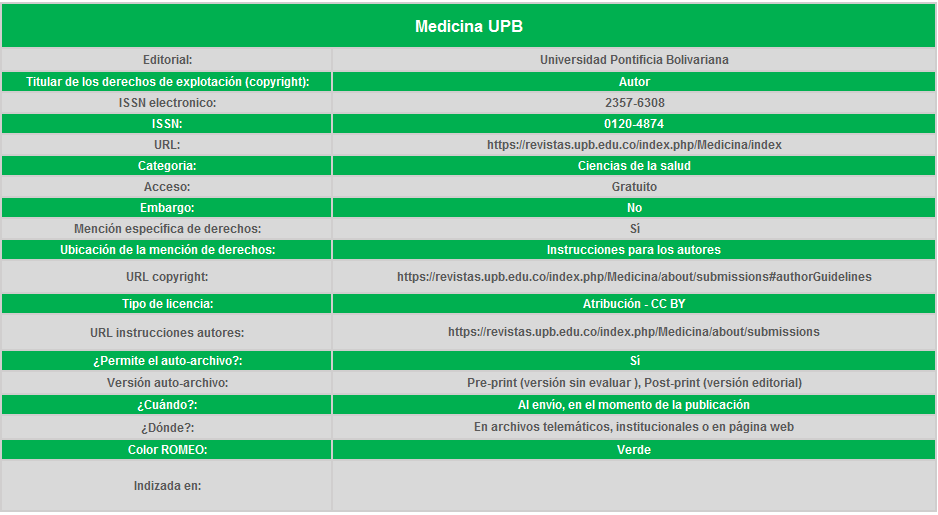 Medicina UPB
Editorial: Universidad Pontificia Bolivariana
Titular de los derechos de explotación (copyright): Autor
ISSN electronico: 2357-6308
ISSN: 0120-4874
URL: https://revistas.upb.edu.co/index.php/Medicina/index
Categoria: Ciencias de la salud
Acceso: Gratuito
Embargo: No
Mención específica de derechos: Sí
Ubicación de la mención de derechos: Instrucciones para los autores
URL copyright: https://revistas.upb.edu.co/index.php/Medicina/about/submissions#authorGuidelines
Tipo de licencia: Atribución - CC BY
URL instrucciones autores: https://revistas.upb.edu.co/index.php/Medicina/about/submissions
¿Permite el auto-archivo?: Sí
Versión auto-archivo: Pre-print (versión sin evaluar ), Post-print (versión editorial)
¿Cuándo?: Al envío, en el momento de la publicación
¿Dónde?: En archivos telemáticos, institucionales o en página web
Color ROMEO: Verde
Indizada en: